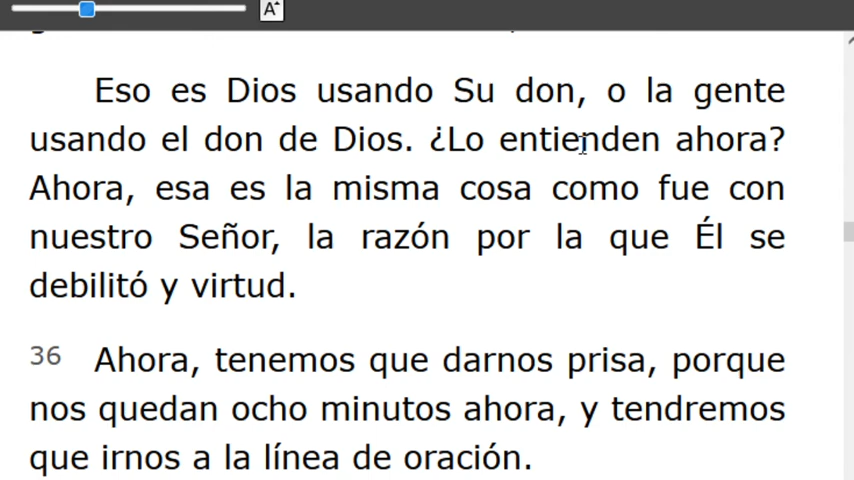 A
Eso es Dios usando Su don, o la gente
usando el don de Dios. ¿Lo entienden ahora?
Ahora, esa es la misma cosa como fue con
nuestro Señor, la razón por la que Él se
debilitó y virtud.
36 Ahora, tenemos que darnos prisa, porque
nos quedan ocho minutos ahora, y tendremos
que irnos a la línea de oración.